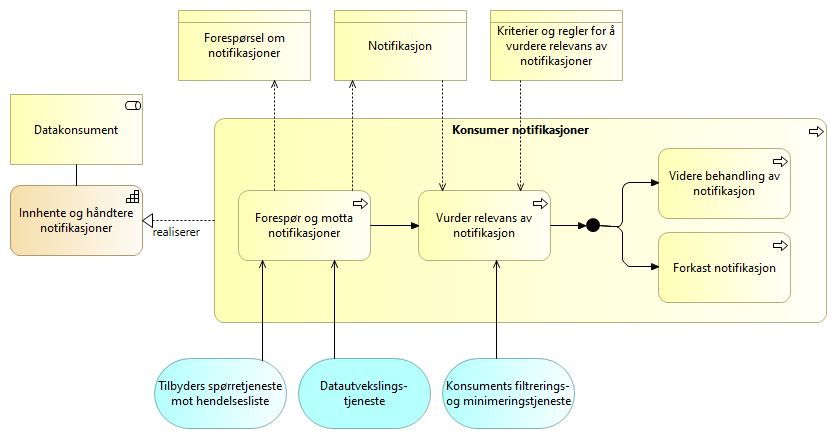 Forespørsel om
notifikasjoner
Notifikasjon
Kriterier og regler for å
vurdere relevans av
notifikasjoner
Datakonsument
Konsumer notifikasjoner
Innhente og håndtere
notifikasjoner
realiserer
Forespør og motta
notifikasjoner
Vurder relevans av
notifikasjon
Videre behandling av
notifikasjon
Forkast notifikasjon
Tilbyders spørretjeneste
mot hendelsesliste
Datautvekslings-
tjeneste
Konsuments filtrerings-
og minimeringstjeneste